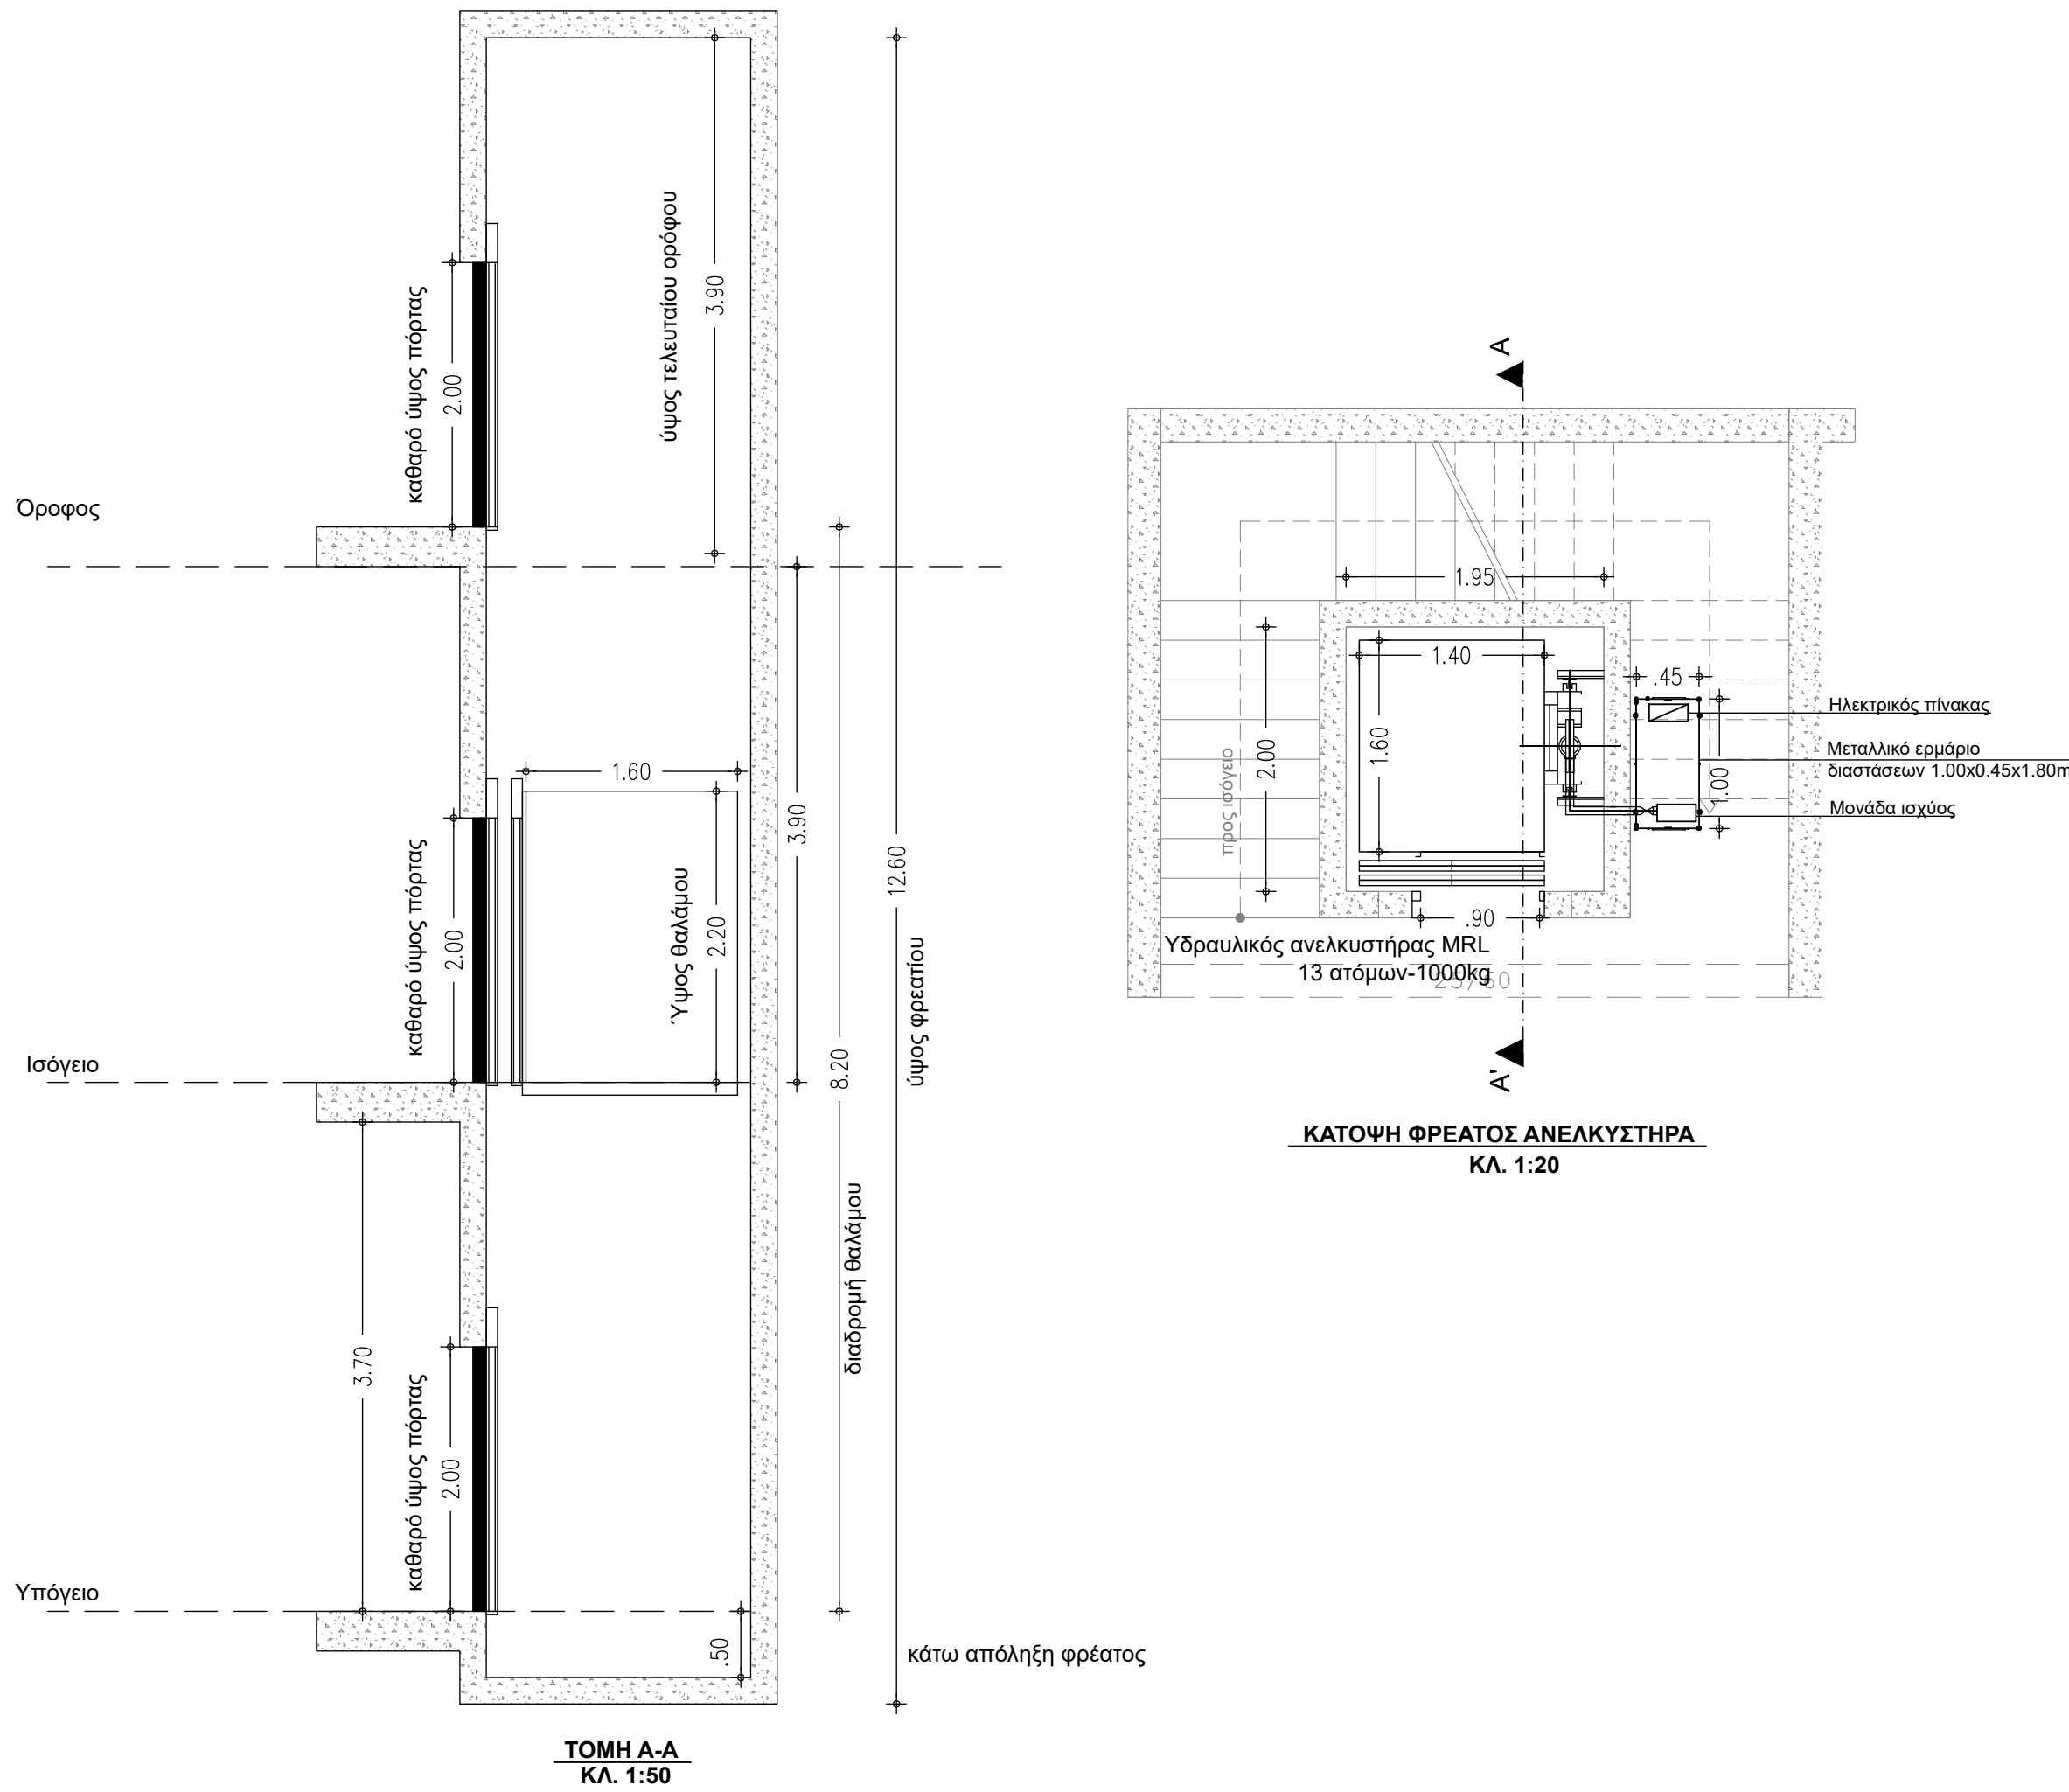 καθαρό ύψος πόρτας
2.00
ύψος τελευταίου ορόφου
3.90
Όροφος
καθαρό ύψος πόρτας
2.00
1.60
Ύψος θαλάμου
2.20
3.90
12.60
ύψος φρεατίου
8.20
διαδρομή θαλάμου
Ισόγειο
3.70
καθαρό ύψος πόρτας
2.00
Υπόγειο
.50
κάτω απόληξη φρέατος
ΤΟΜΗ Α-Α
ΚΛ. 1:50
A
1.95
1.40
1.60
2.00
.45
1.00
προς ισόγειο
Ηλεκτρικός πίνακας
Μεταλλικό ερμάριο
διαστάσεων 1.00x0.45x1.80m
Μονάδα ισχύος
.90
Υδραυλικός ανελκυστήρας MRL
13 ατόμων-1000kg
A'
ΚΑΤΟΨΗ ΦΡΕΑΤΟΣ ΑΝΕΛΚΥΣΤΗΡΑ
ΚΛ. 1:20